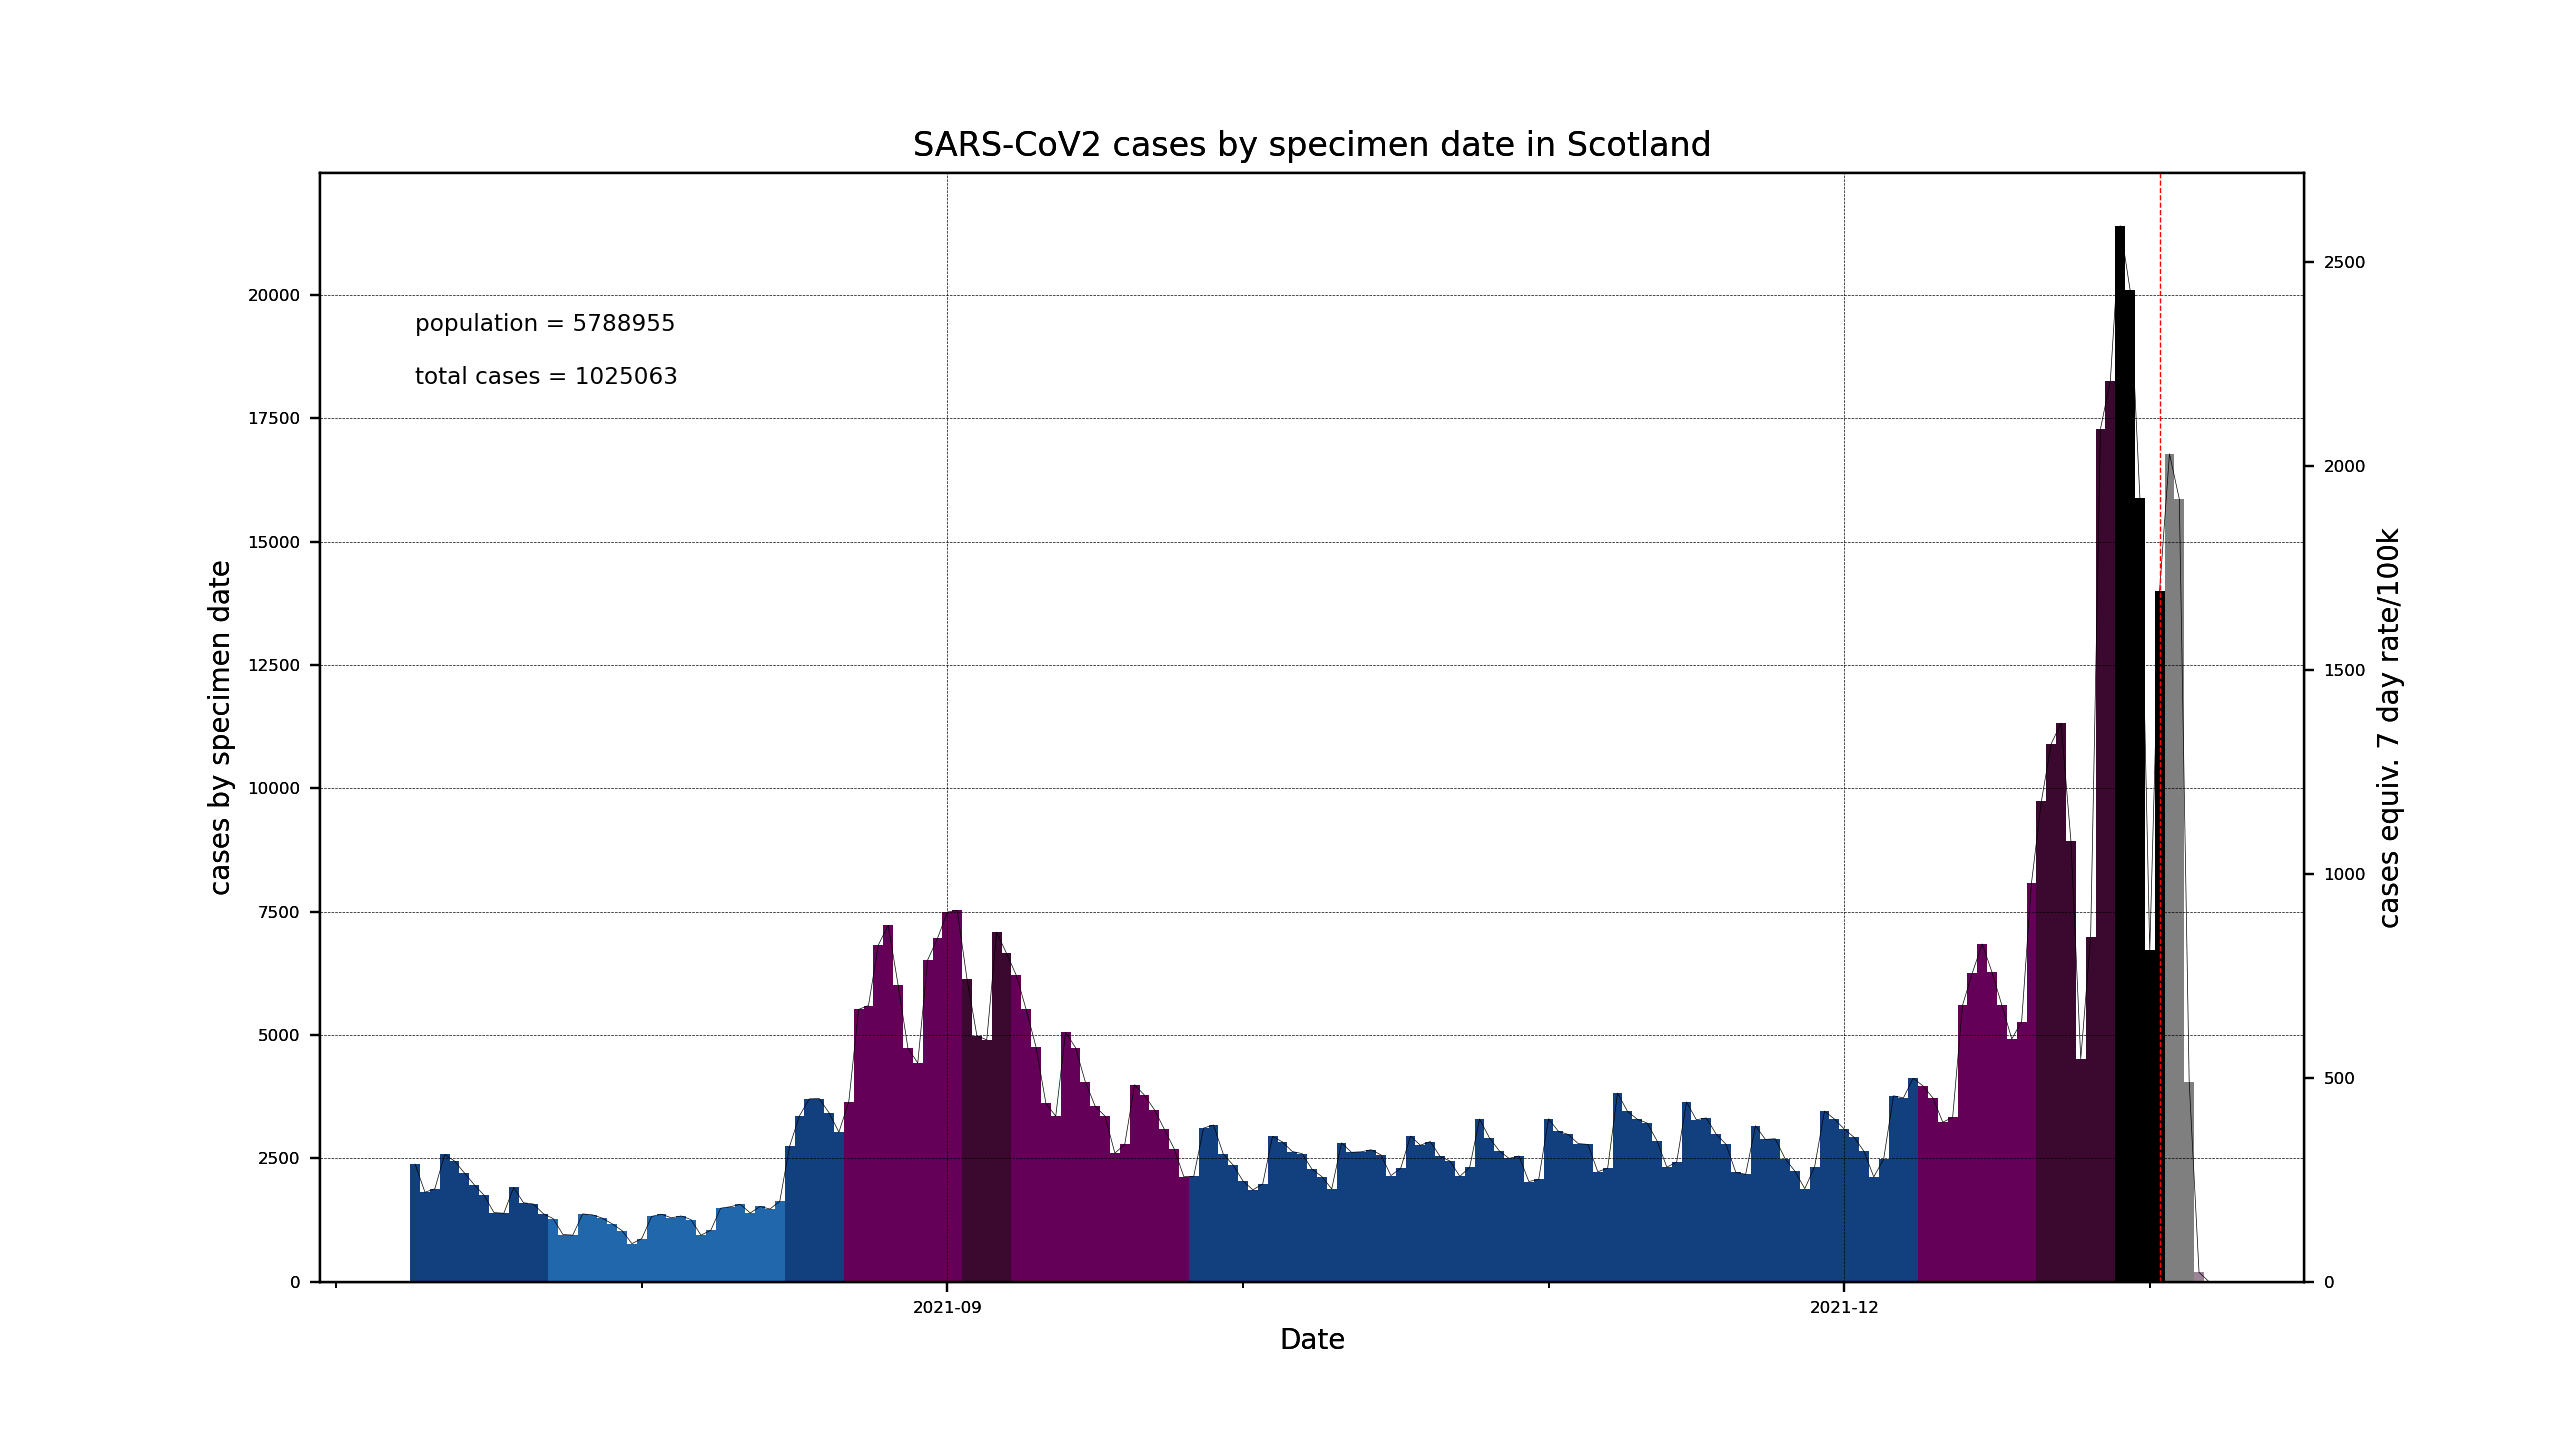 SARS-CoV2 cases by specimen date in Scotland
population = 5788955
total cases = 1025063
cases by specimen date
20000
17500
15000
12500
10000
7500
5000
2500
0
2500
2000
1500
1000
500
0
cases equiv. 7 day rate/100k
2021-09
2021-12
Date